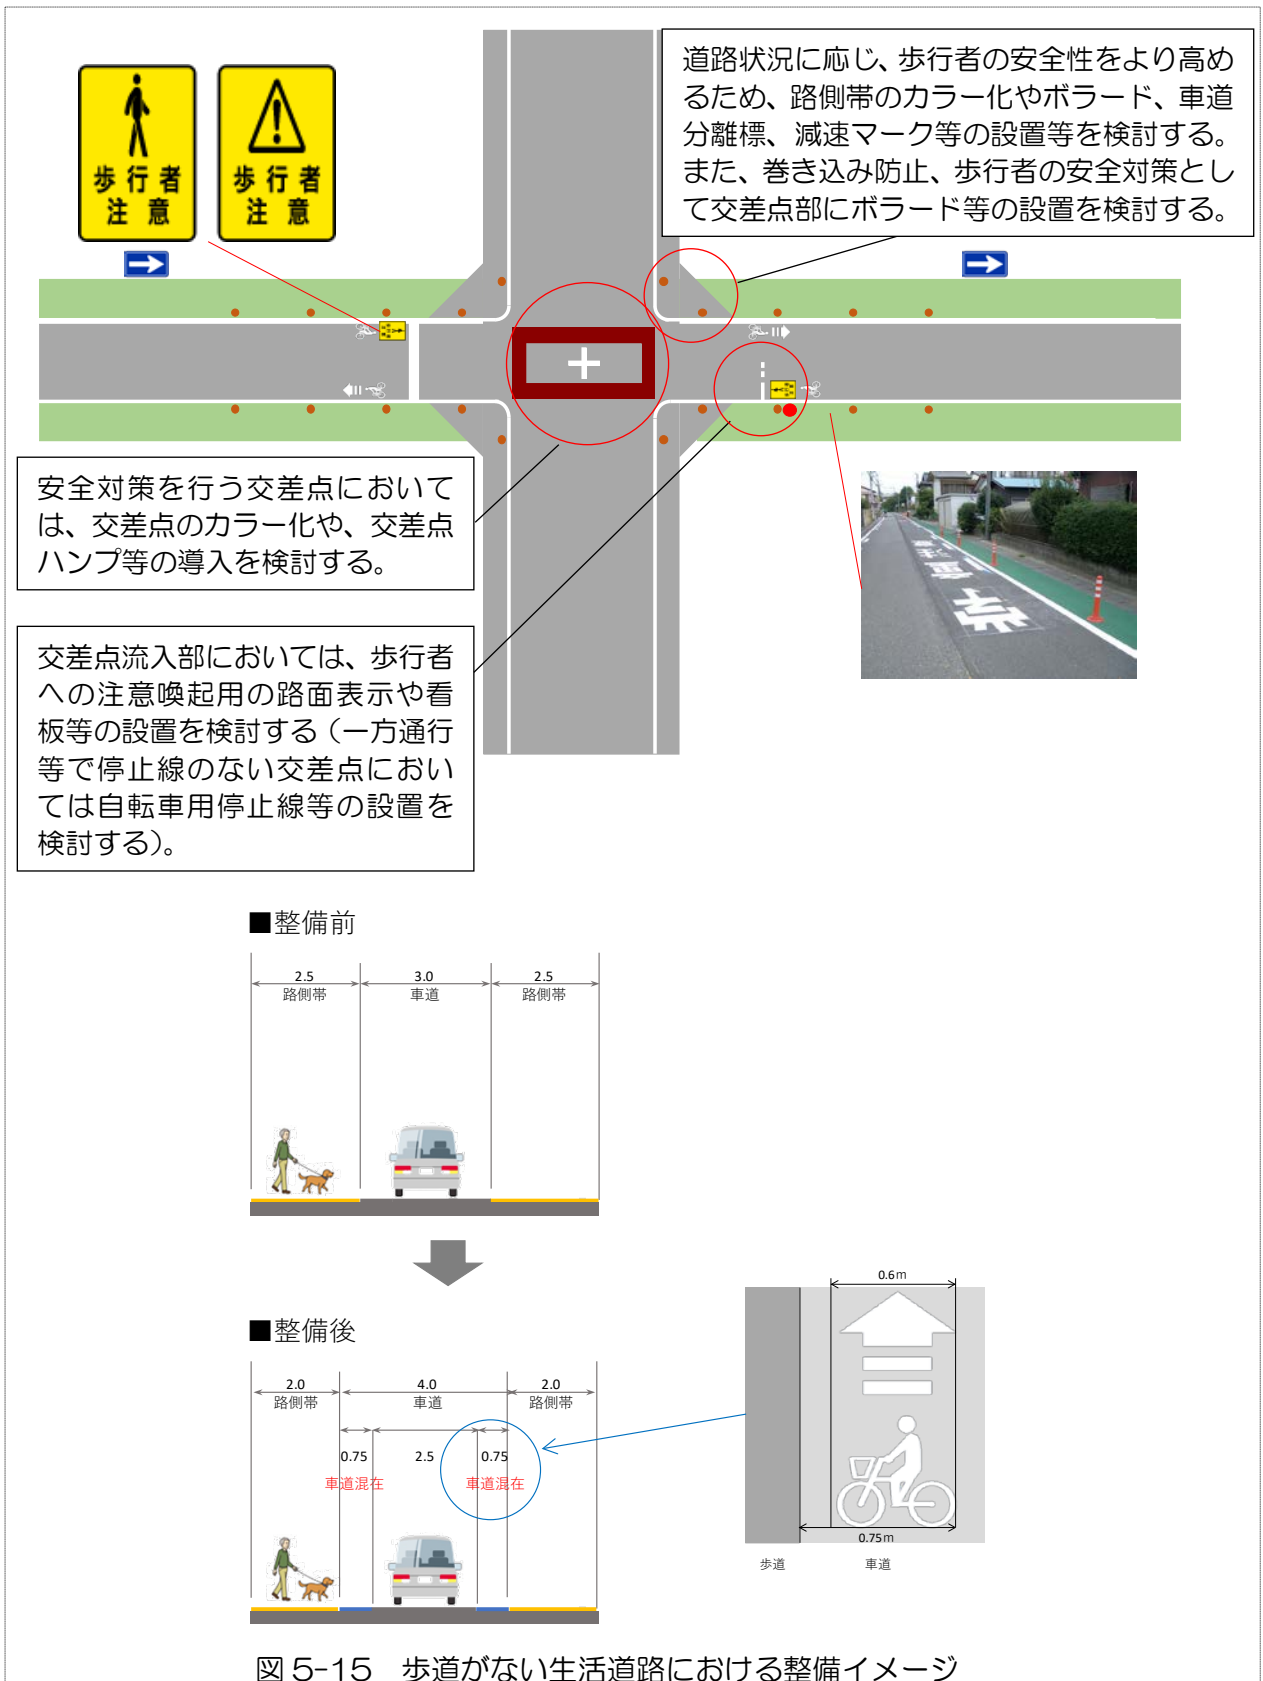 歩行者
注意
歩行者
注意
道路状況に応じ、歩行者の安全性をより高め
るため、路側帯のカラー化やボラード、車道
分離標、減速マーク等の設置等を検討する。
また、巻き込み防止、歩行者の安全対策とし
て交差点部にボラード等の設置を検討する。
安全対策を行う交差点において
は、交差点のカラー化や、交差点
ハンプ等の導入を検討する。
交差点流入部においては、歩行者
への注意喚起用の路面表示や看
板等の設置を検討する（一方通行
等で停止線のない交差点におい
ては自転車用停止線等の設置を
検討する）。
■整備前
2.5 3.0 2.5
路側帯 車道 路側帯
■整備後
2.0 4.0 2.0
路側帯 車道 路側帯
0.75 2.5 0.75
車道混在 車道混在
0.6m
0.75m
歩道 車道
図 5-15 歩道がない生活道路における整備イメージ